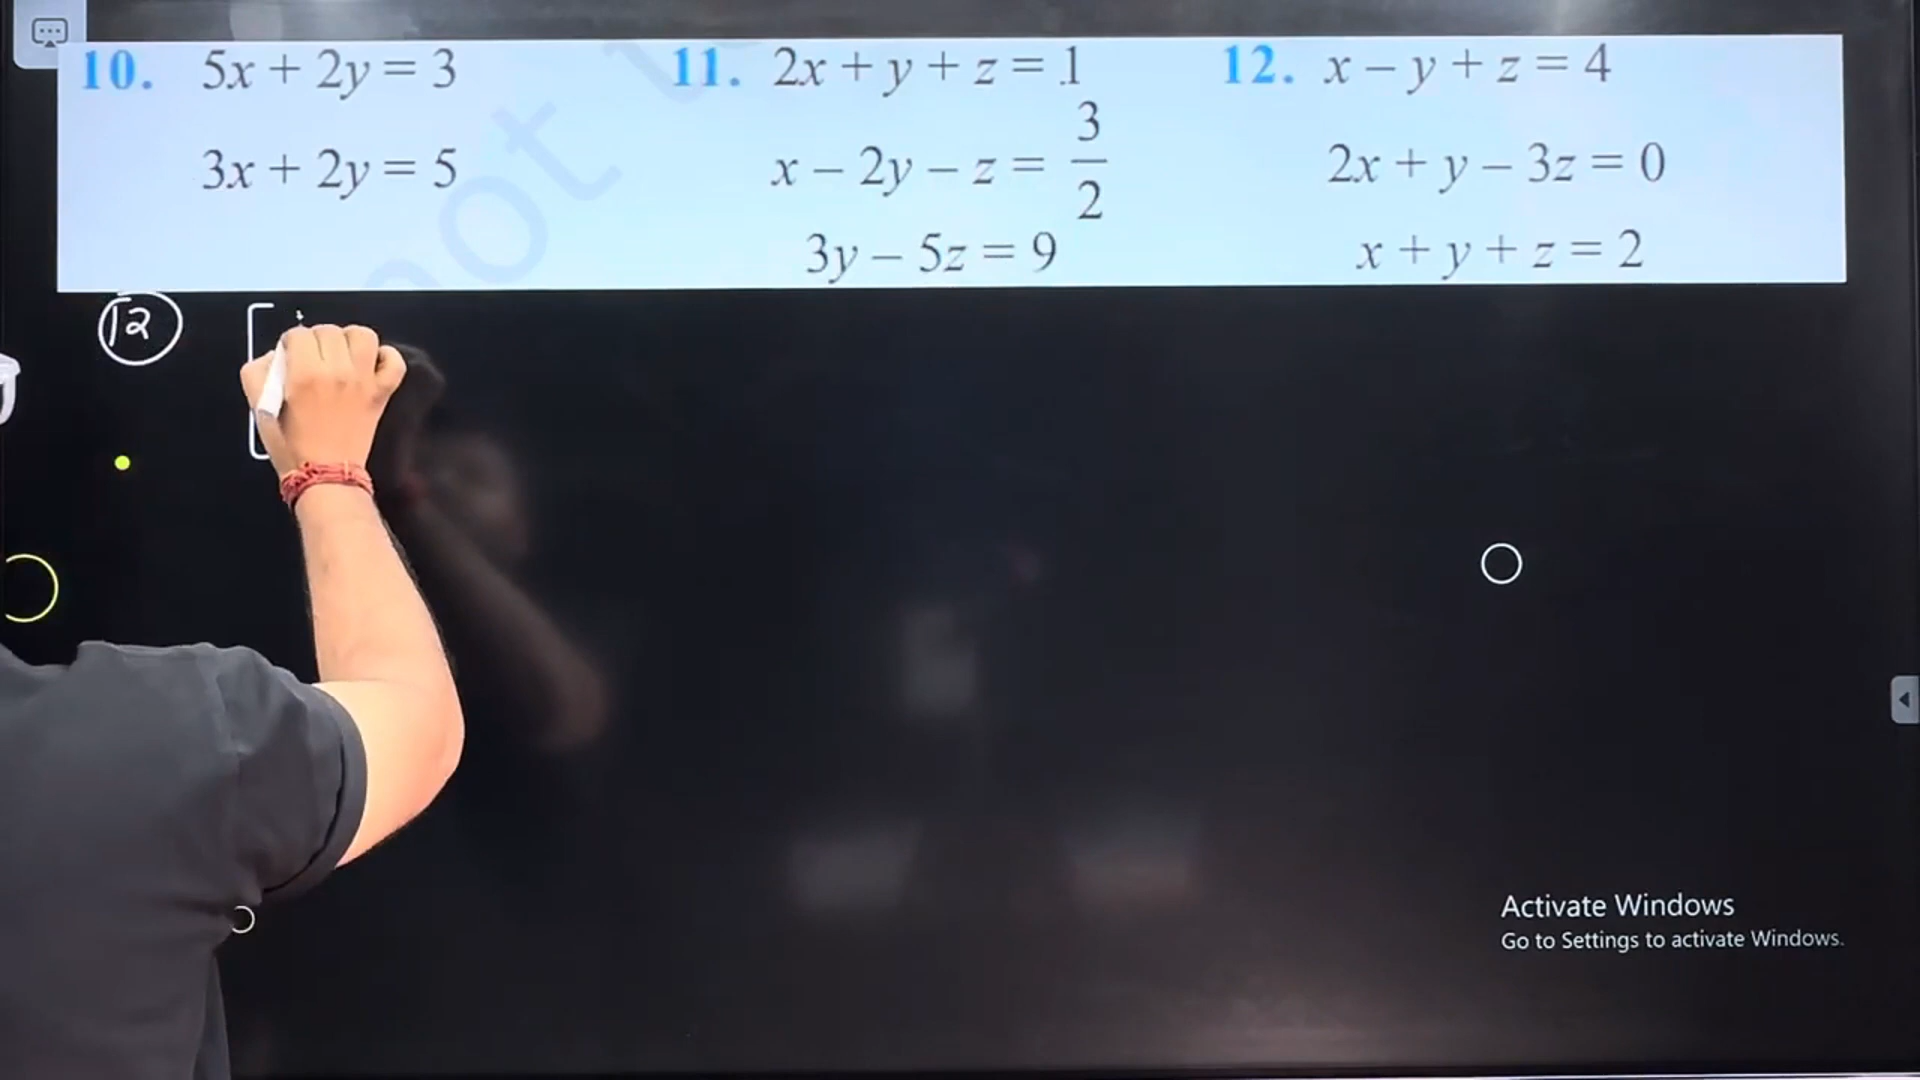 10. 5x + 2y = 3
3x + 2y = 5
11. 2x + y + z = 1
x – 2y – z = 3/2
3y – 5z = 9
12. x – y + z = 4
2x + y – 3z = 0
x + y + z = 2
not
12 [
Activate Windows
Go to Settings to activate Windows.